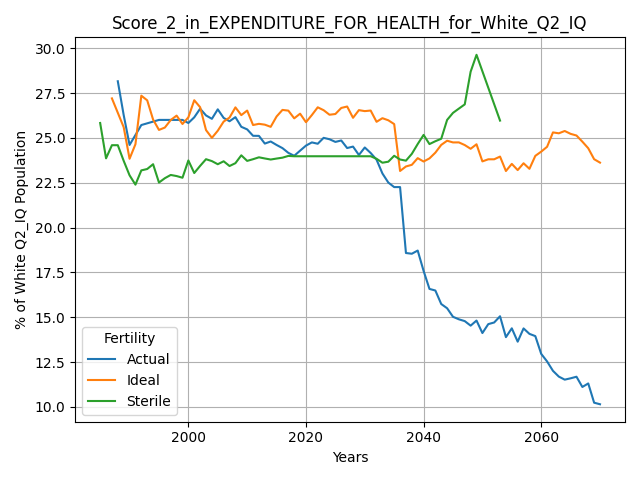 Score_2_in_EXPENDITURE_FOR_HEALTH_for_White_Q2_IQ
% of White Q2_IQ Population
30.0
27.5
25.0
22.5
20.0
17.5
15.0
12.5
10.0
Fertility
Actual
Ideal
Sterile
2000 2020 2040 2060
Years